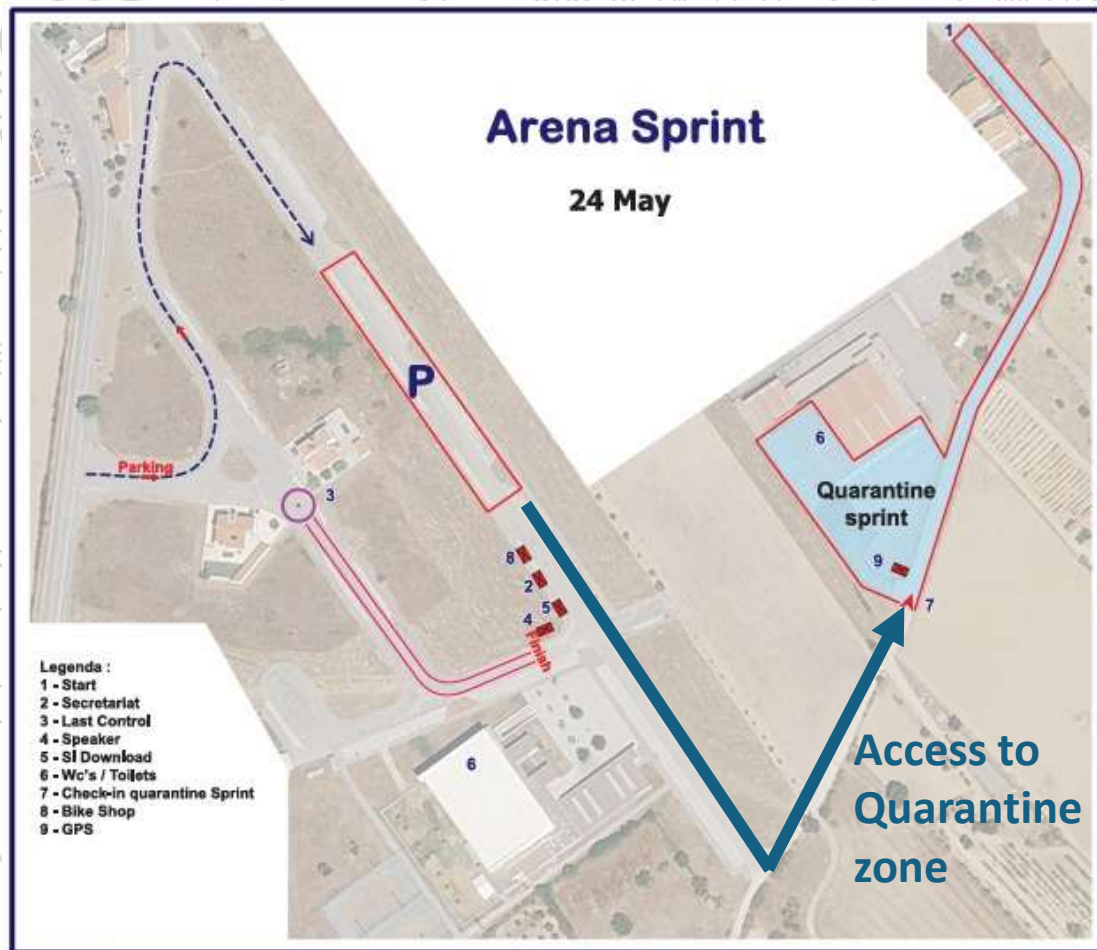 1
Arena Sprint
24 May
P
Parking
3
6
Quarantine
sprint
9
7
8
2
5
4
Finish
6
Access to
Quarantine
zone
Legenda :
1 - Start
2 - Secretariat
3 - Last Control
4 - Speaker
5 - SI Download
6 - Wc's / Toilets
7 - Check-in quarantine Sprint
8 - Bike Shop
9 - GPS